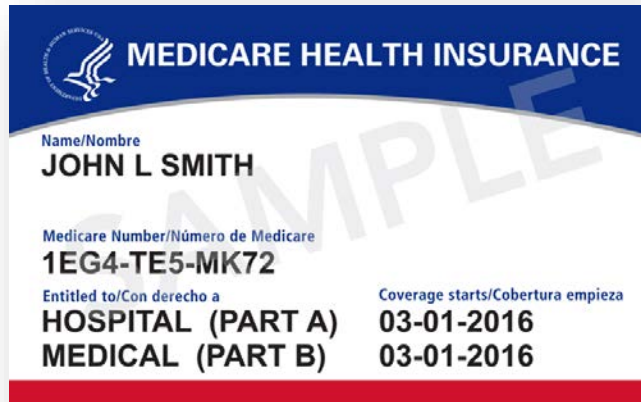 MEDICARE HEALTH INSURANCE
Name/Nombre
JOHN L SMITH
Medicare Number/Número de Medicare
1EG4-TE5-MK72
Entitled to/Con derecho a Coverage starts/Cobertura empieza
HOSPITAL (PART A) 03-01-2016
MEDICAL (PART B) 03-01-2016
SAMPLE